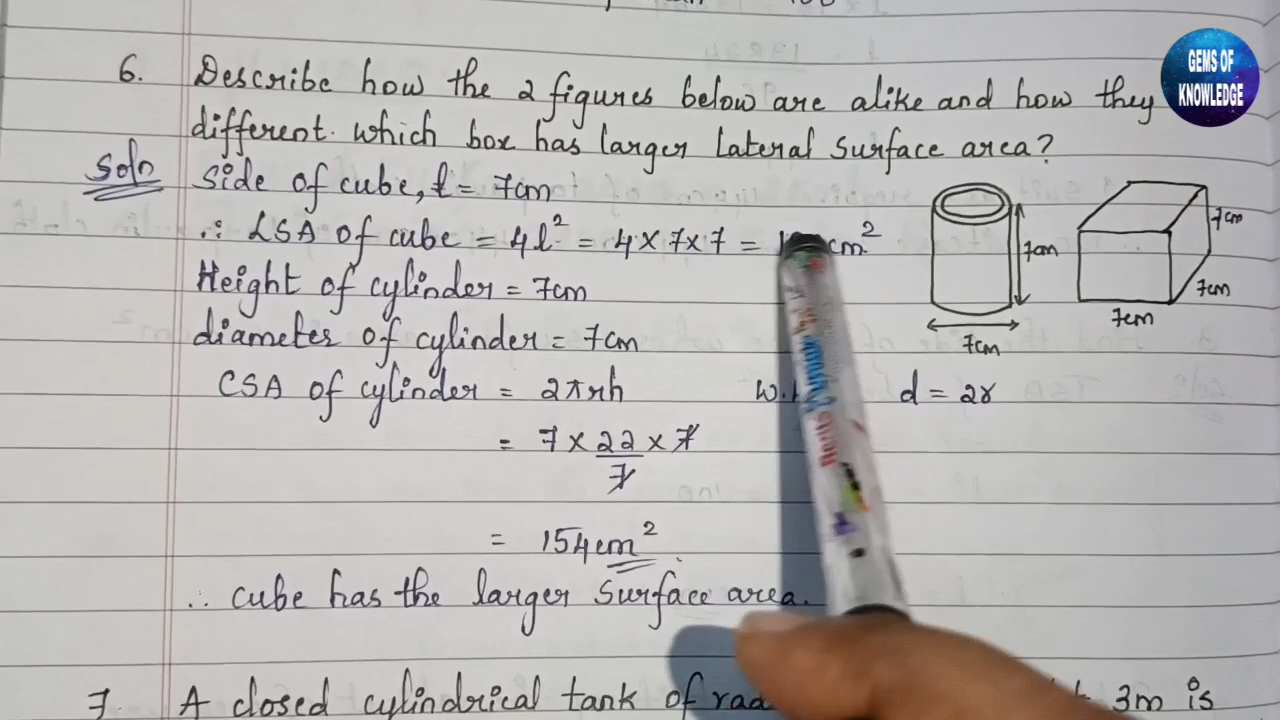 6. Describe how the 2 figures below are alike and how they
different. which box has larger Lateral Surface area?
Soln Side of cube, l = 7cm
∴ LSA of cube = 4l² = 4 × 7 × 7 = cm²
Height of cylinder = 7cm
diameter of cylinder = 7cm
CSA of cylinder = 2πrh d = 2r
= 7 × 22/7 × 7
= 154cm²
∴ cube has the larger Surface area.
7. A closed cylindrical tank of 3m is
7cm
7cm
7cm
7cm
7cm
GEMS OF
KNOWLEDGE